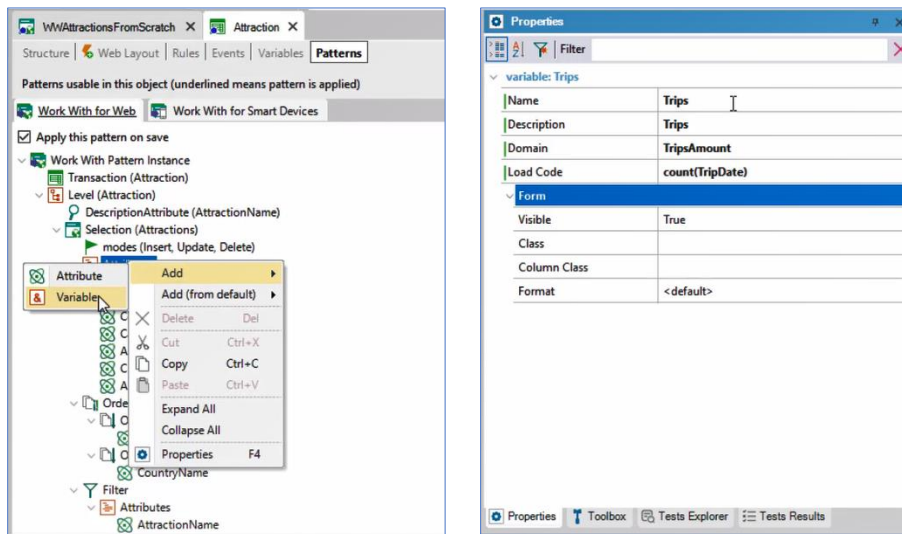 WWAttractionsFromScratch Attraction
Structure Web Layout Rules Events Variables Patterns
Patterns usable in this object (underlined means pattern is applied)
Work With for Web Work With for Smart Devices
Apply this pattern on save
Work With Pattern Instance
Transaction (Attraction)
Level (Attraction)
DescriptionAttribute (AttractionName)
Selection (Attractions)
modes (Insert, Update, Delete)
Attribute
Variable
Add
Add (from default)
Delete Del
Cut Ctrl+X
Copy Ctrl+C
Paste Ctrl+V
Expand All
Collapse All
Properties F4
C
C
A
C
A
Orde
O
O
CountryName
Filter
Attributes
AttractionName
Properties
Filter
variable: Trips
Name Trips
Description Trips
Domain TripsAmount
Load Code count(TripDate)
Form
Visible True
Class
Column Class
Format <default>
Properties Toolbox Tests Explorer Tests Results